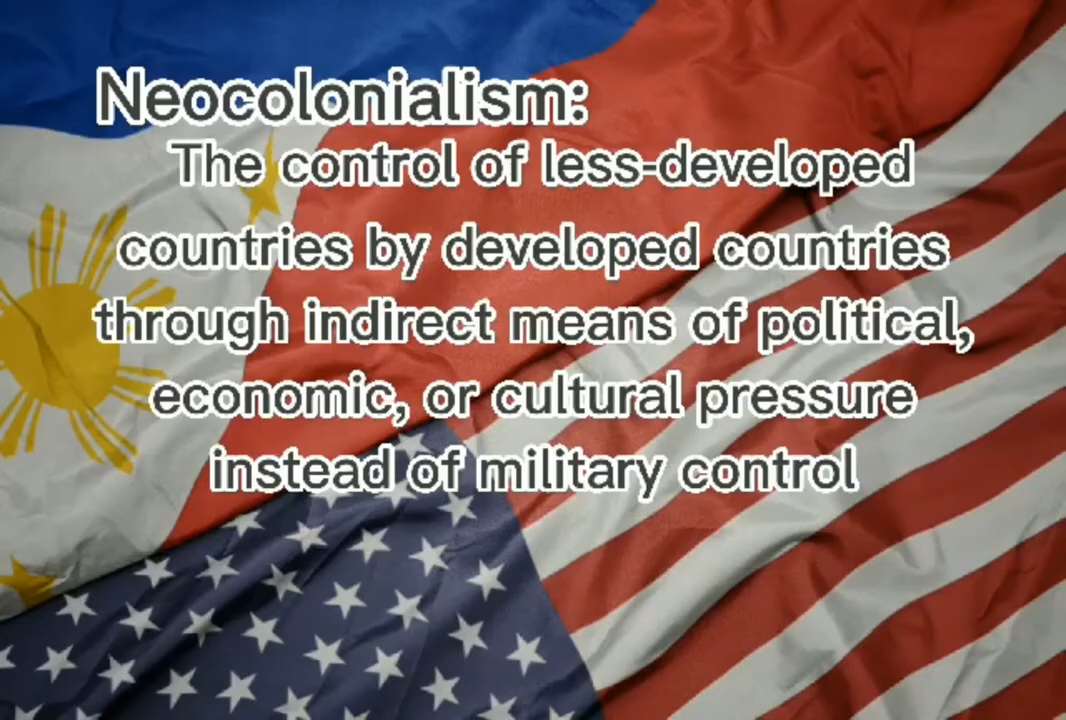 Neocolonialism:
The control of less-developed
countries by developed countries
through indirect means of political,
economic, or cultural pressure
instead of military control